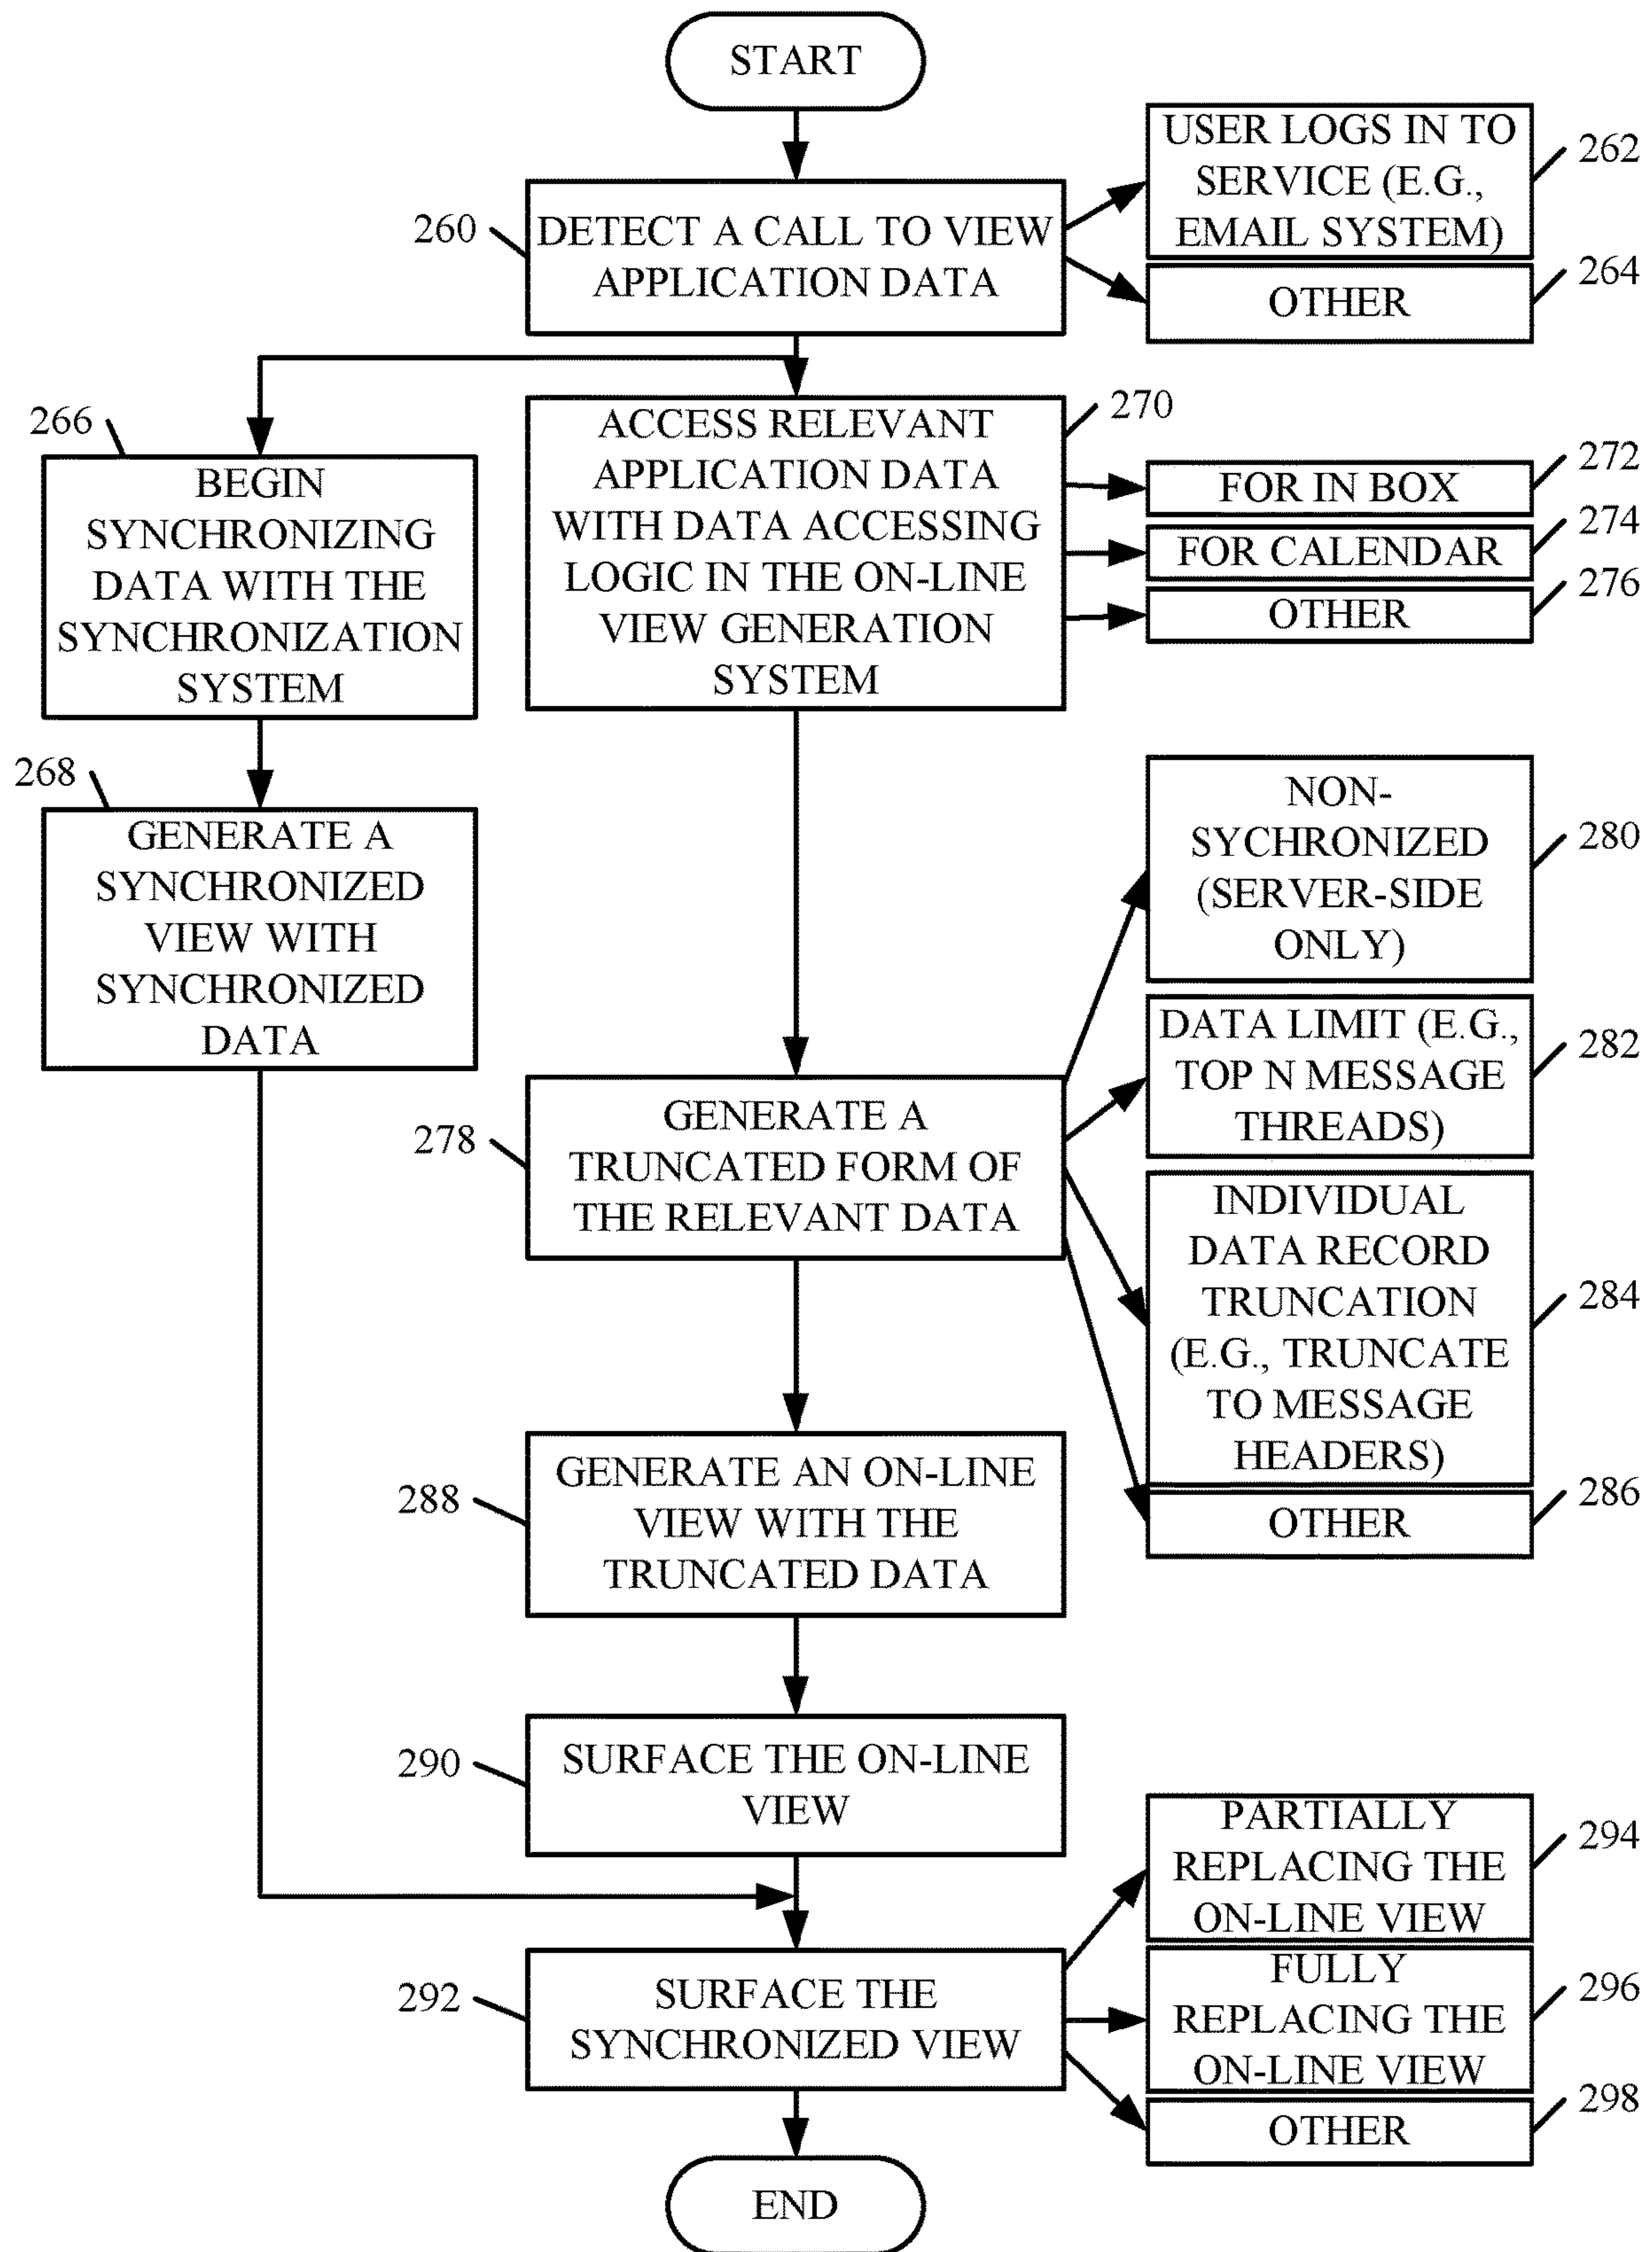 START
260
DETECT A CALL TO VIEW
APPLICATION DATA
USER LOGS IN TO
SERVICE (E.G.,
EMAIL SYSTEM)
262
OTHER
264
266
BEGIN
SYNCHRONIZING
DATA WITH THE
SYNCHRONIZATION
SYSTEM
270
ACCESS RELEVANT
APPLICATION DATA
WITH DATA ACCESSING
LOGIC IN THE ON-LINE
VIEW GENERATION
SYSTEM
FOR IN BOX
272
FOR CALENDAR
274
OTHER
276
268
GENERATE A
SYNCHRONIZED
VIEW WITH
SYNCHRONIZED
DATA
278
GENERATE A
TRUNCATED FORM OF
THE RELEVANT DATA
NON-
SYCHRONIZED
(SERVER-SIDE
ONLY)
280
DATA LIMIT (E.G.,
TOP N MESSAGE
THREADS)
282
INDIVIDUAL
DATA RECORD
TRUNCATION
(E.G., TRUNCATE
TO MESSAGE
HEADERS)
284
OTHER
286
288
GENERATE AN ON-LINE
VIEW WITH THE
TRUNCATED DATA
290
SURFACE THE ON-LINE
VIEW
292
SURFACE THE
SYNCHRONIZED VIEW
PARTIALLY
REPLACING THE
ON-LINE VIEW
294
FULLY
REPLACING THE
ON-LINE VIEW
296
OTHER
298
END